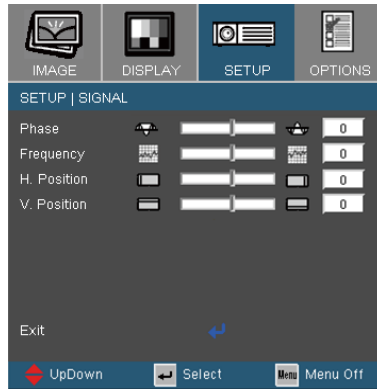 IMAGE DISPLAY SETUP OPTIONS
SETUP | SIGNAL
Phase 0
Frequency 0
H. Position 0
V. Position 0
Exit
UpDown Select Menu Menu Off